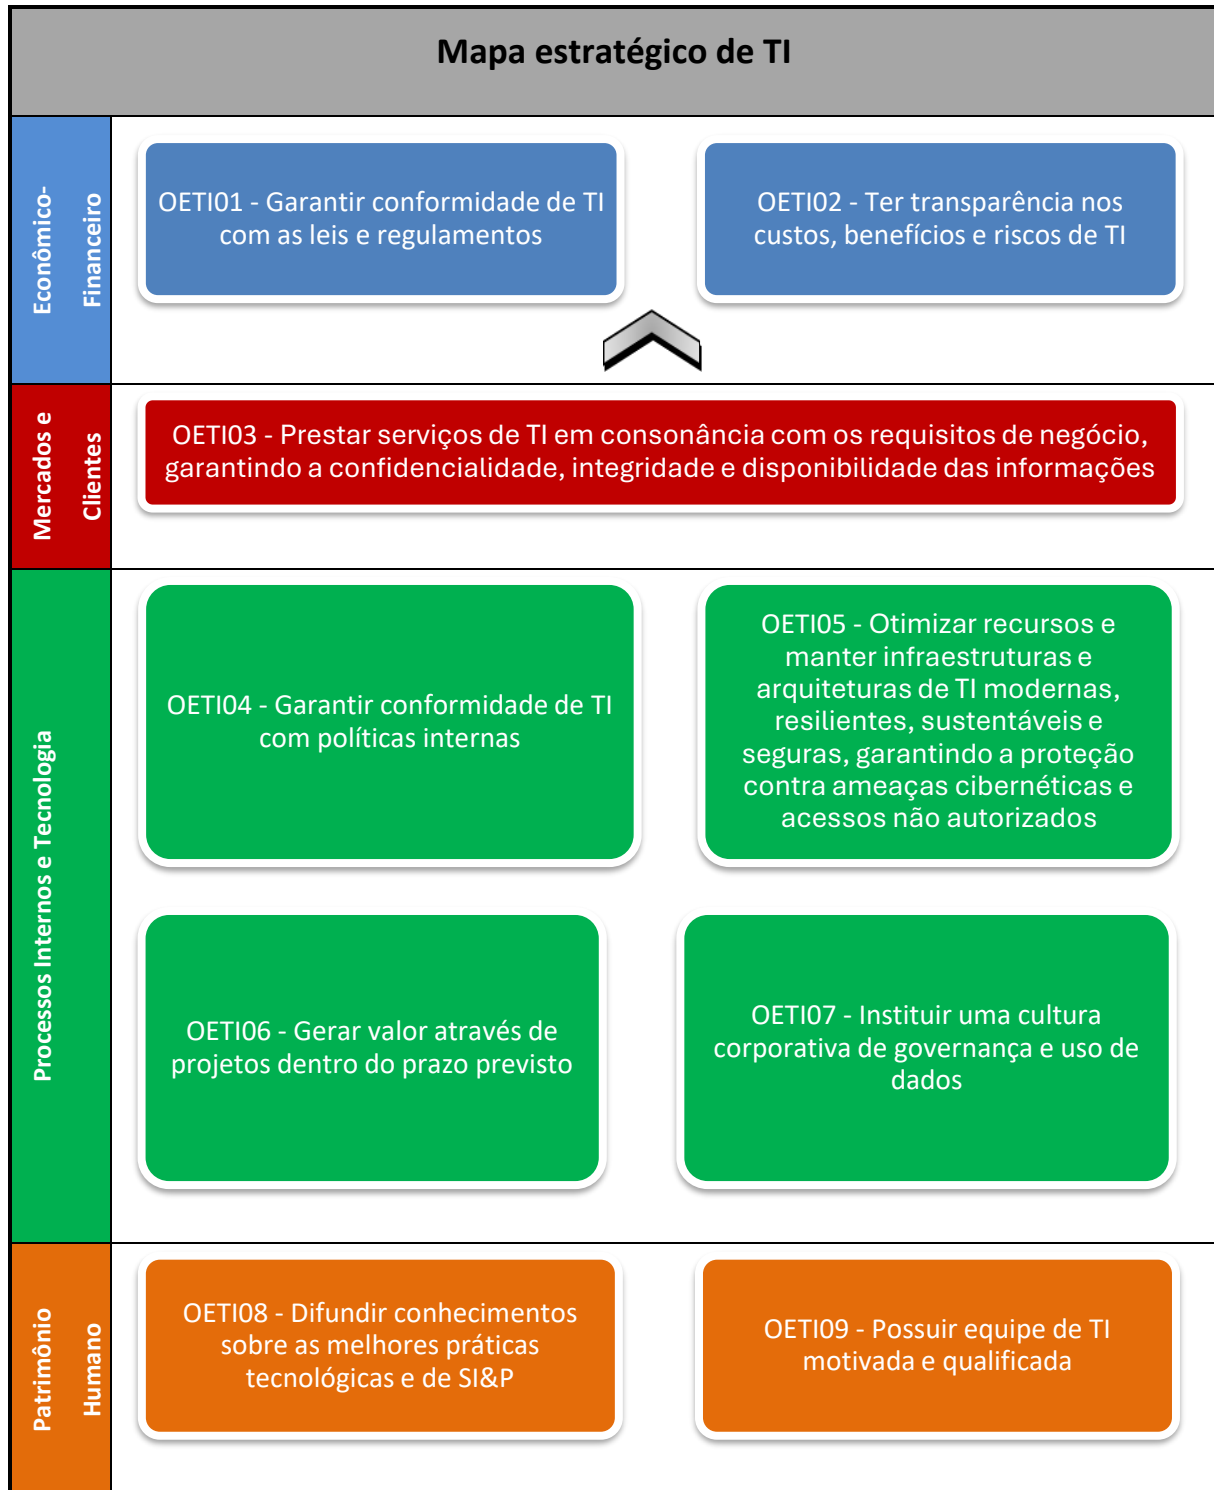 Mapa estratégico de TI
Econômico-
Financeiro
OETI01 - Garantir conformidade de TI
com as leis e regulamentos
OETI02 - Ter transparência nos
custos, benefícios e riscos de TI
Mercados e
Clientes
OETI03 - Prestar serviços de TI em consonância com os requisitos de negócio,
garantindo a confidencialidade, integridade e disponibilidade das informações
Processos Internos e Tecnologia
OETI04 - Garantir conformidade de TI
com políticas internas
OETI05 - Otimizar recursos e
manter infraestruturas e
arquiteturas de TI modernas,
resilientes, sustentáveis e
seguras, garantindo a proteção
contra ameaças cibernéticas e
acessos não autorizados
OETI06 - Gerar valor através de
projetos dentro do prazo previsto
OETI07 - Instituir uma cultura
corporativa de governança e uso de
dados
Patrimônio
Humano
OETI08 - Difundir conhecimentos
sobre as melhores práticas
tecnológicas e de SI&P
OETI09 - Possuir equipe de TI
motivada e qualificada